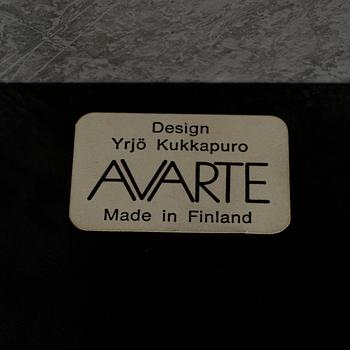 Design
Yrjö Kukkapuro
AVARTE
Made in Finland